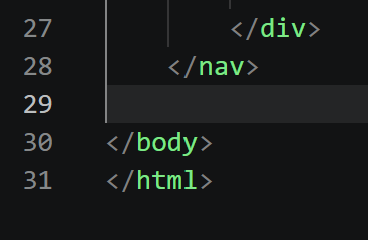 27 </div>
28 </nav>
29
30 </body>
31 </html>